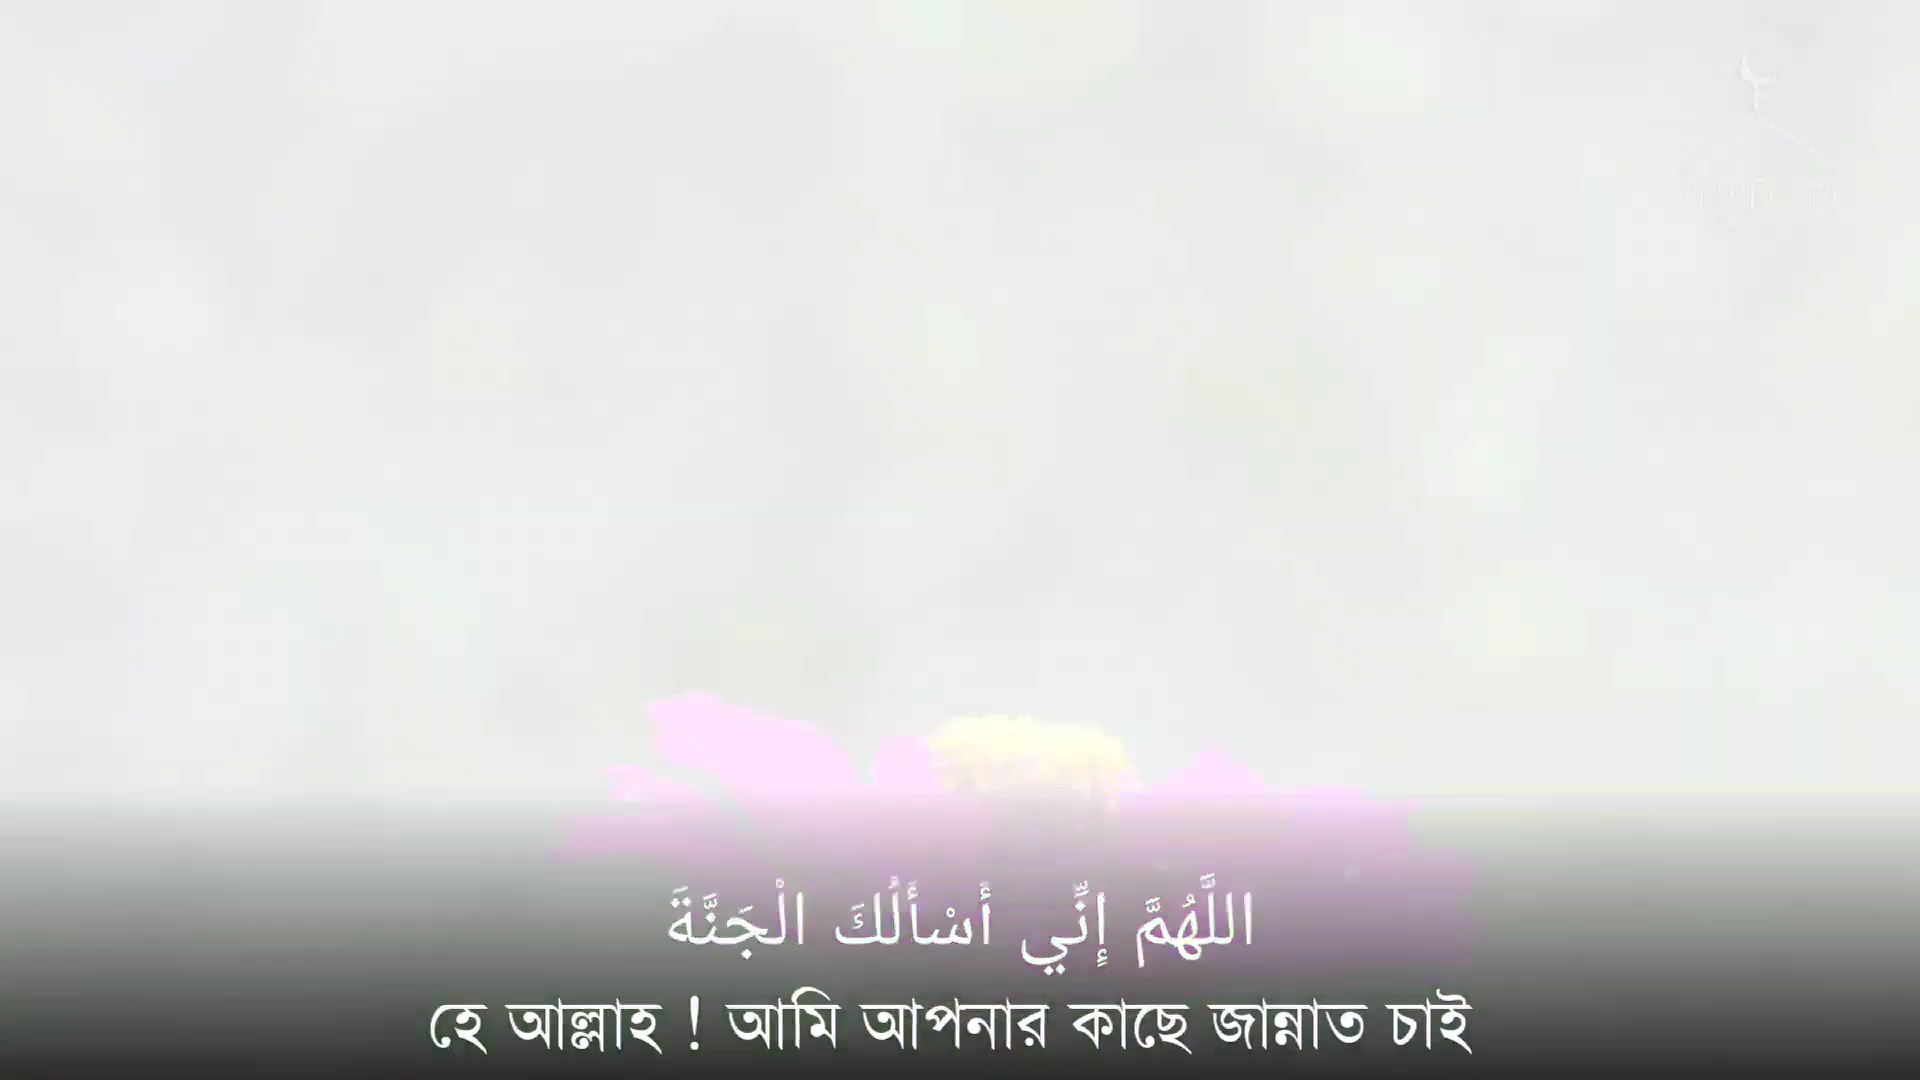 اللَّهُمَّ إِنِّي أَسْأَلُكَ الْجَنَّةَ
হে আল্লাহ ! আমি আপনার কাছে জান্নাত চাই